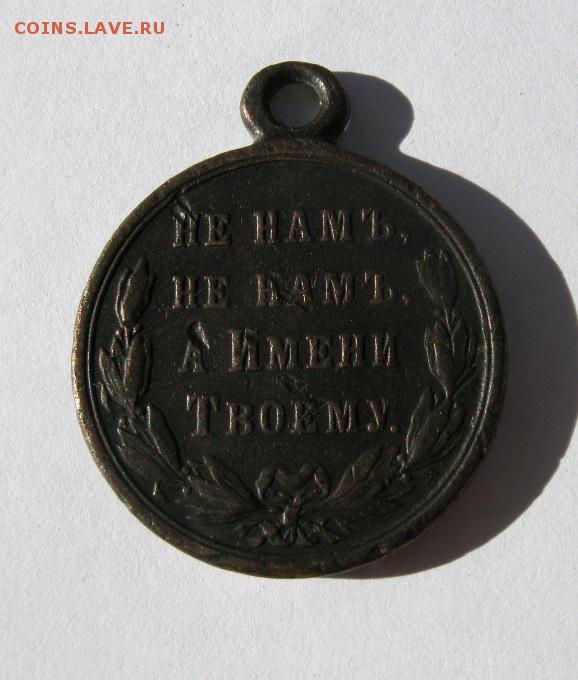 COINS.LAVE.RU
НЕ НАМЪ,
НЕ НАМЪ,
А ИМЕНИ
ТВОЕМУ.